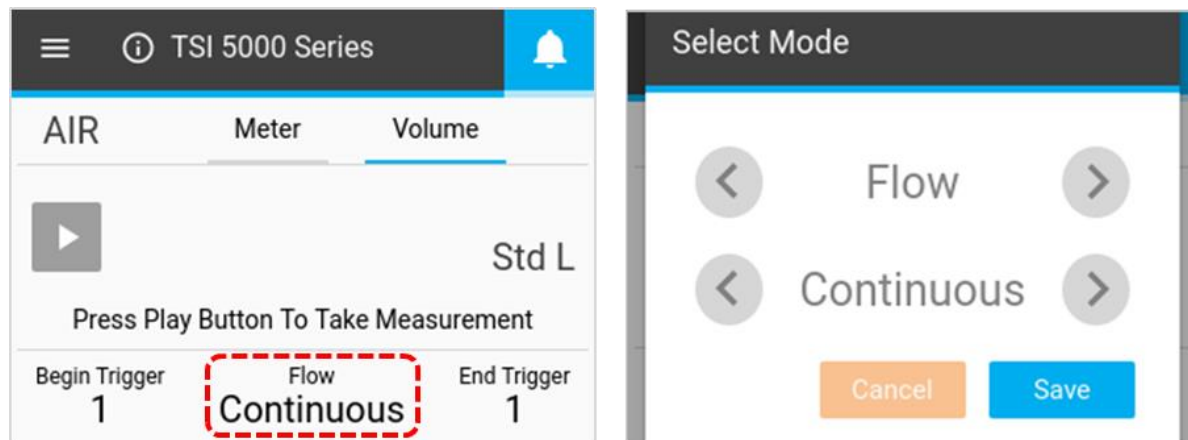 TSI 5000 Series
AIR Meter Volume
Std L
Press Play Button To Take Measurement
Begin Trigger Flow End Trigger
1 Continuous 1
Select Mode
Flow
Continuous
Cancel Save